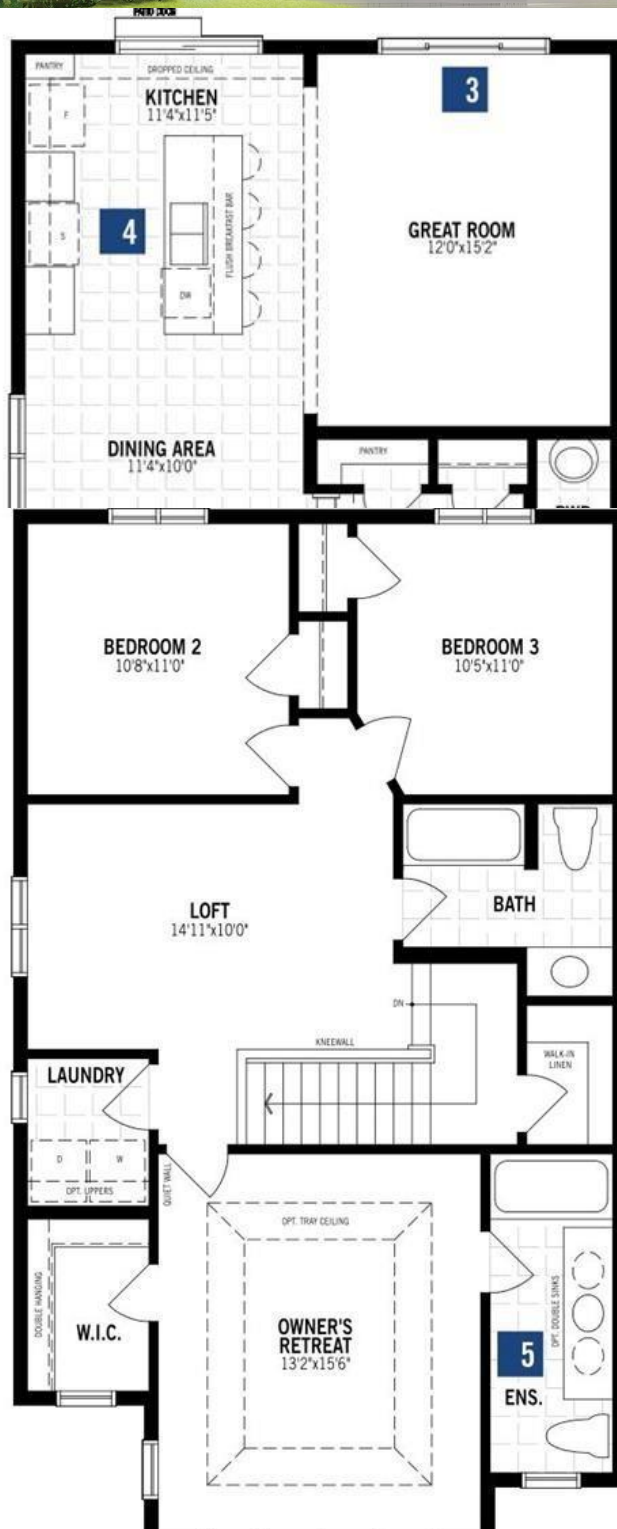 PATIO DOOR
PANTRY
DROPPED CEILING
KITCHEN
11'4"x11'5"
3
F
4
S
FLUSH BREAKFAST BAR
DW
GREAT ROOM
12'0"x15'2"
DINING AREA
11'4"x10'0"
PANTRY
BEDROOM 2
10'8"x11'0"
BEDROOM 3
10'5"x11'0"
LOFT
14'11"x10'0"
BATH
DN
KNEEWALL
WALK-IN
LINEN
LAUNDRY
D
W
OPT. UPPERS
QUIET WALL
OPT. TRAY CEILING
DOUBLE HANGING
W.I.C.
OWNER'S
RETREAT
13'2"x15'6"
OPT. DOUBLE SINKS
5
ENS.